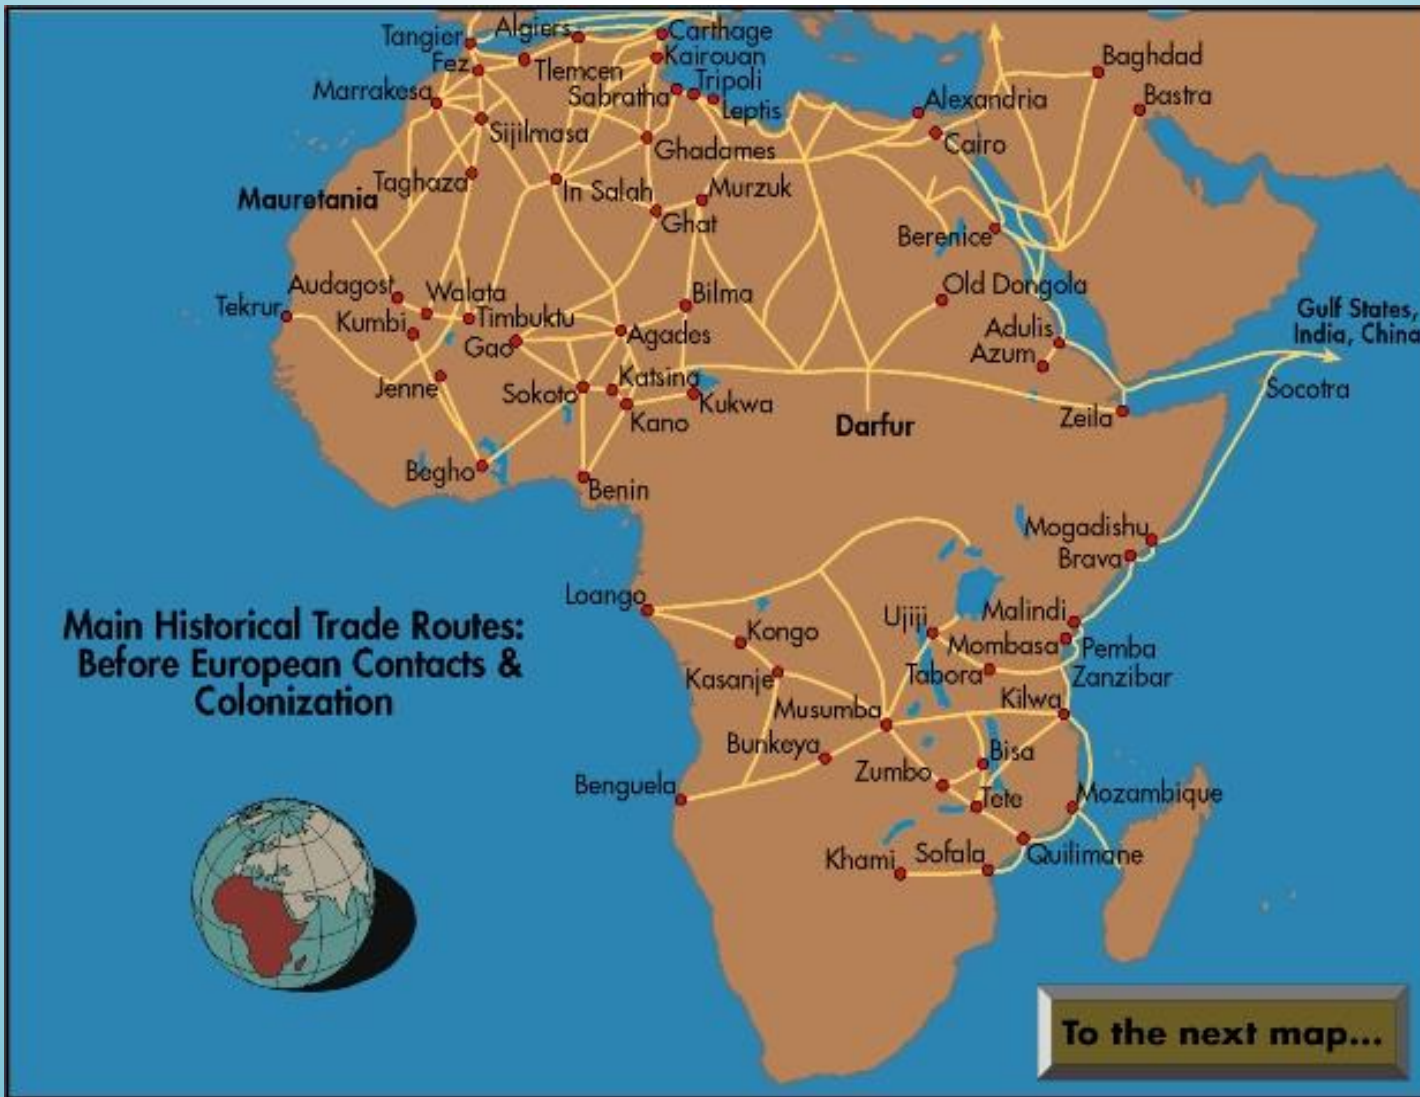 Tangier
Algiers
Carthage
Fez
Tlemcen
Kairouan
Baghdad
Marrakesa
Sabratha
Tripoli
Leptis
Alexandria
Bastra
Sijilmasa
Ghadames
Cairo
Taghaza
In Salah
Murzuk
Mauretania
Ghat
Berenice
Audagost
Walata
Bilma
Old Dongola
Tekrur
Kumbi
Timbuktu
Gao
Agades
Adulis
Azum
Gulf States,
India, China
Jenne
Sokoto
Katsina
Kano
Kukwa
Darfur
Zeila
Socotra
Begho
Benin
Mogadishu
Brava
Loango
Kongo
Ujiji
Malindi
Mombasa
Pemba
Main Historical Trade Routes:
Before European Contacts &
Colonization
Kasanje
Tabora
Zanzibar
Musumba
Kilwa
Bunkeya
Bisa
Benguela
Zumbo
Tete
Mozambique
Khami
Sofala
Quilimane
To the next map...